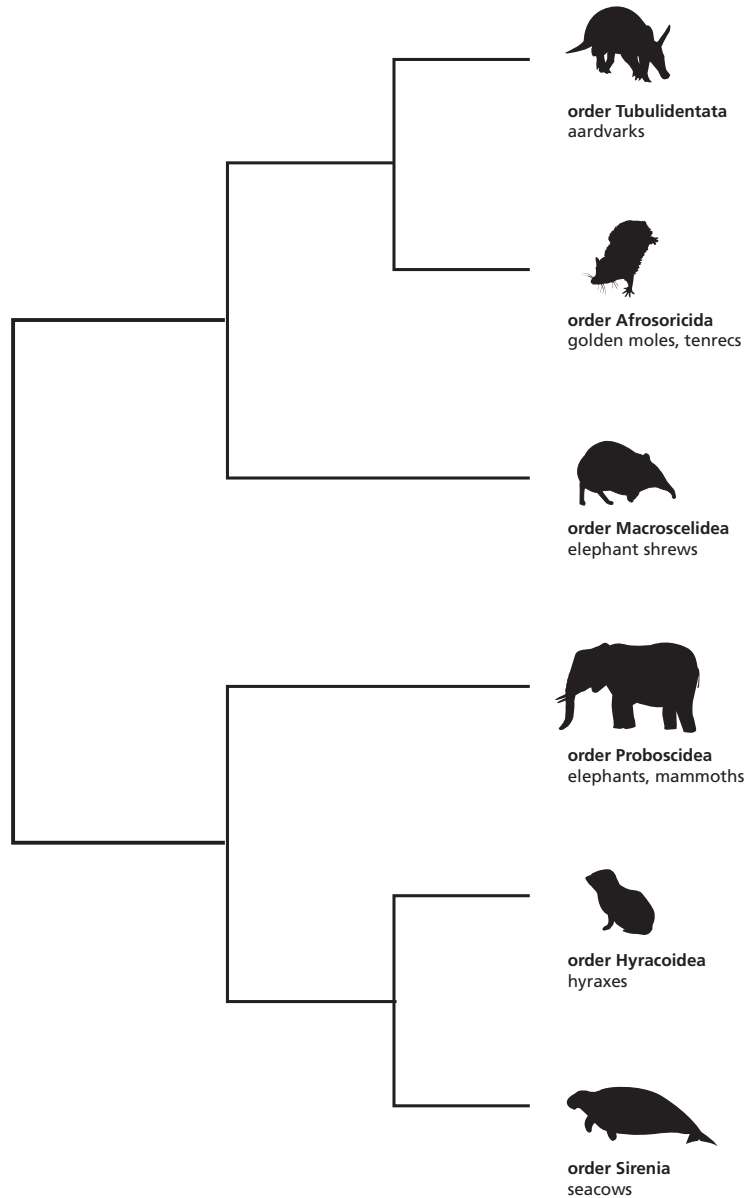 order Tubulidentata
aardvarks
order Afrosoricida
golden moles, tenrecs
order Macroscelidea
elephant shrews
order Proboscidea
elephants, mammoths
order Hyracoidea
hyraxes
order Sirenia
seacows